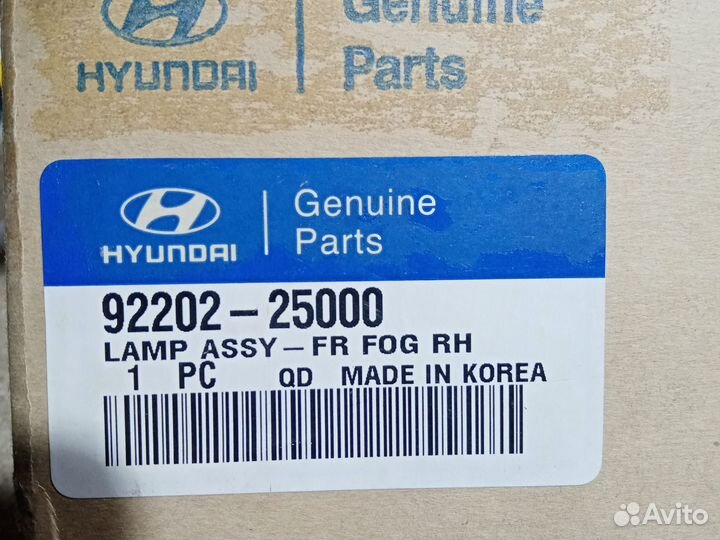 Genuine
HYUNDAI Parts
Genuine
HYUNDAI Parts
92202-25000
LAMP ASSY-FR FOG RH
1 PC QD MADE IN KOREA
Avito